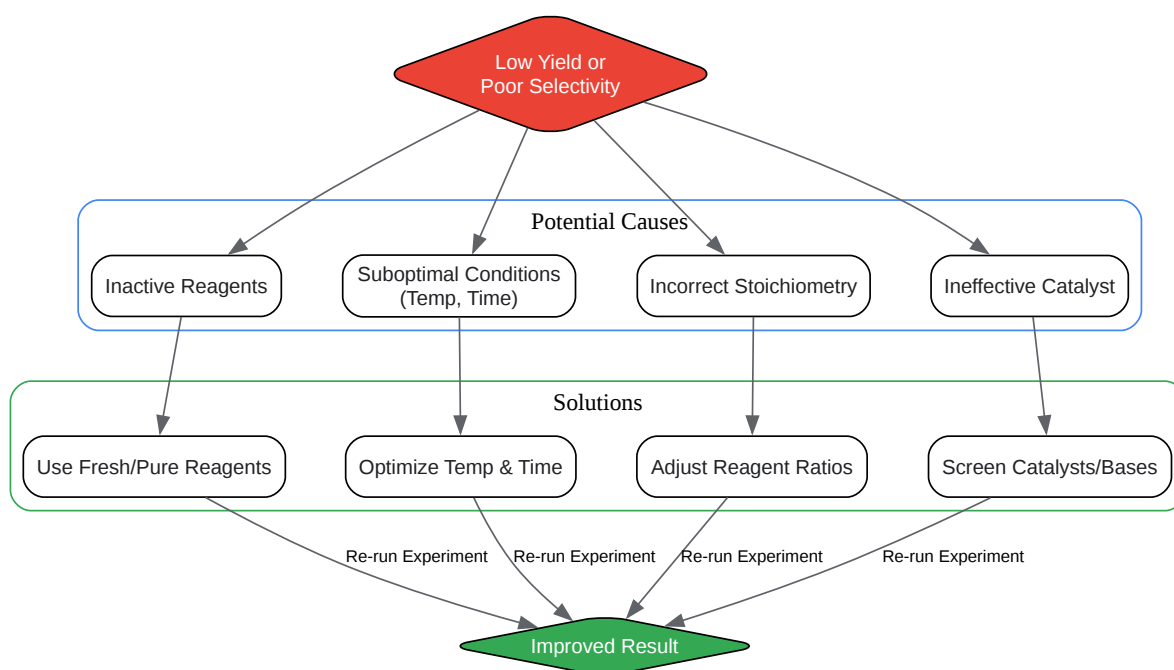 Low Yield or
Poor Selectivity
Potential Causes
Inactive Reagents
Suboptimal Conditions
(Temp, Time)
Incorrect Stoichiometry
Ineffective Catalyst
Solutions
Use Fresh/Pure Reagents
Optimize Temp & Time
Adjust Reagent Ratios
Screen Catalysts/Bases
Re-run Experiment
Re-run Experiment
Re-run Experiment
Re-run Experiment
Improved Result